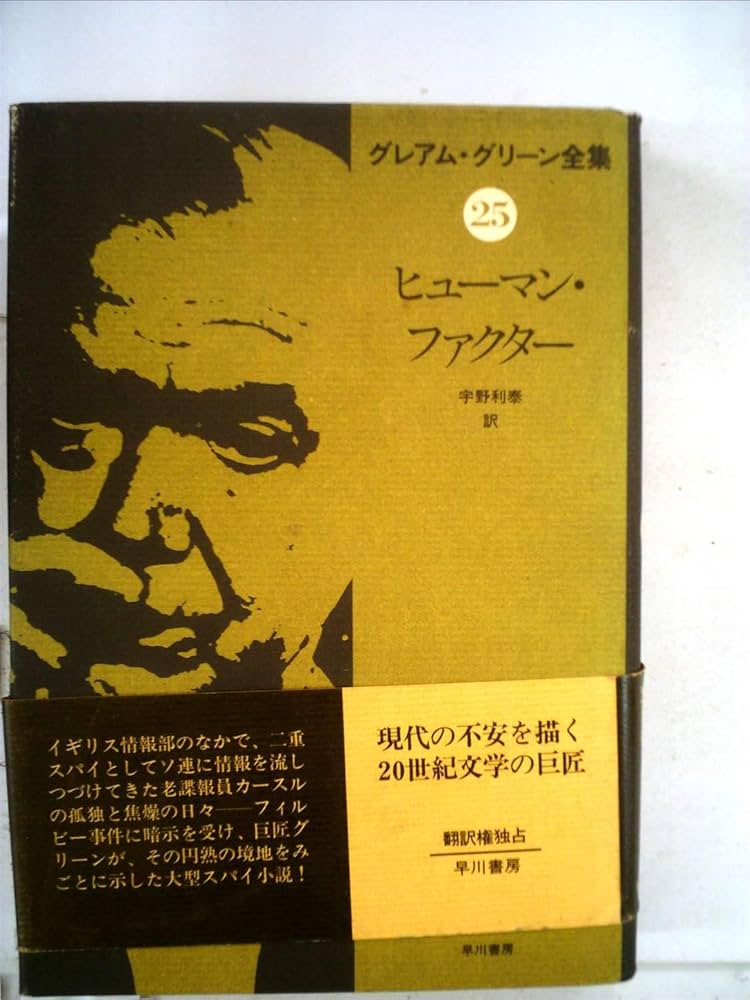 グレアム・グリーン全集
25
ヒューマン・
ファクター
宇野利泰
訳
イギリス情報部のなかで、二重
スパイとしてソ連に情報を流し
つづけてきた老諜報員カースル
の孤独と焦燥の日々――フィル
ビー事件に暗示を受け、巨匠グ
リーンが、その円熟の境地をみ
ごとに示した大型スパイ小説!
現代の不安を描く
20世紀文学の巨匠
翻訳権独占
早川書房
早川書房